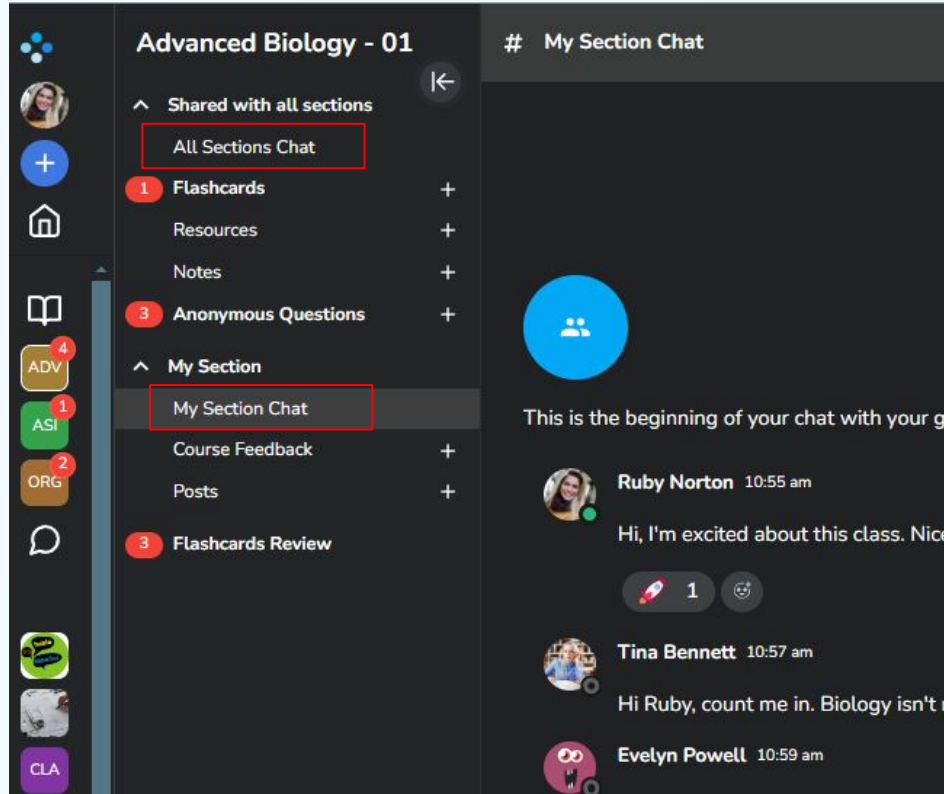 Advanced Biology - 01
Shared with all sections
All Sections Chat
1 Flashcards +
Resources +
Notes +
3 Anonymous Questions +
My Section
My Section Chat
Course Feedback +
Posts +
3 Flashcards Review
+
4
ADV
1
ASI
2
ORG
CLA
# My Section Chat
This is the beginning of your chat with your g
Ruby Norton 10:55 am
Hi, I'm excited about this class. Nice
1
Tina Bennett 10:57 am
Hi Ruby, count me in. Biology isn't
Evelyn Powell 10:59 am